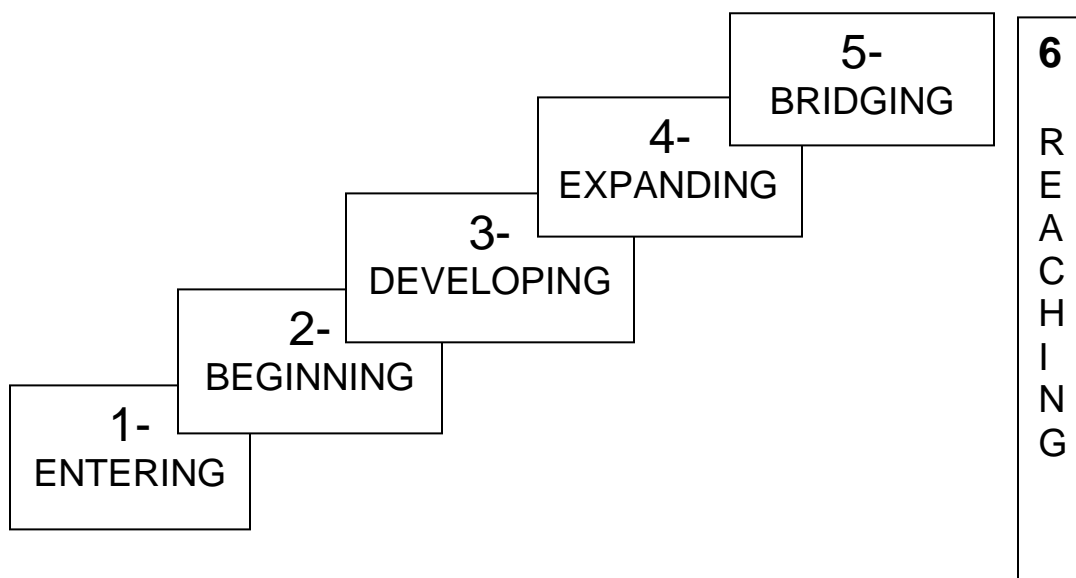 1-
ENTERING
2-
BEGINNING
3-
DEVELOPING
4-
EXPANDING
5-
BRIDGING
6
R
E
A
C
H
I
N
G